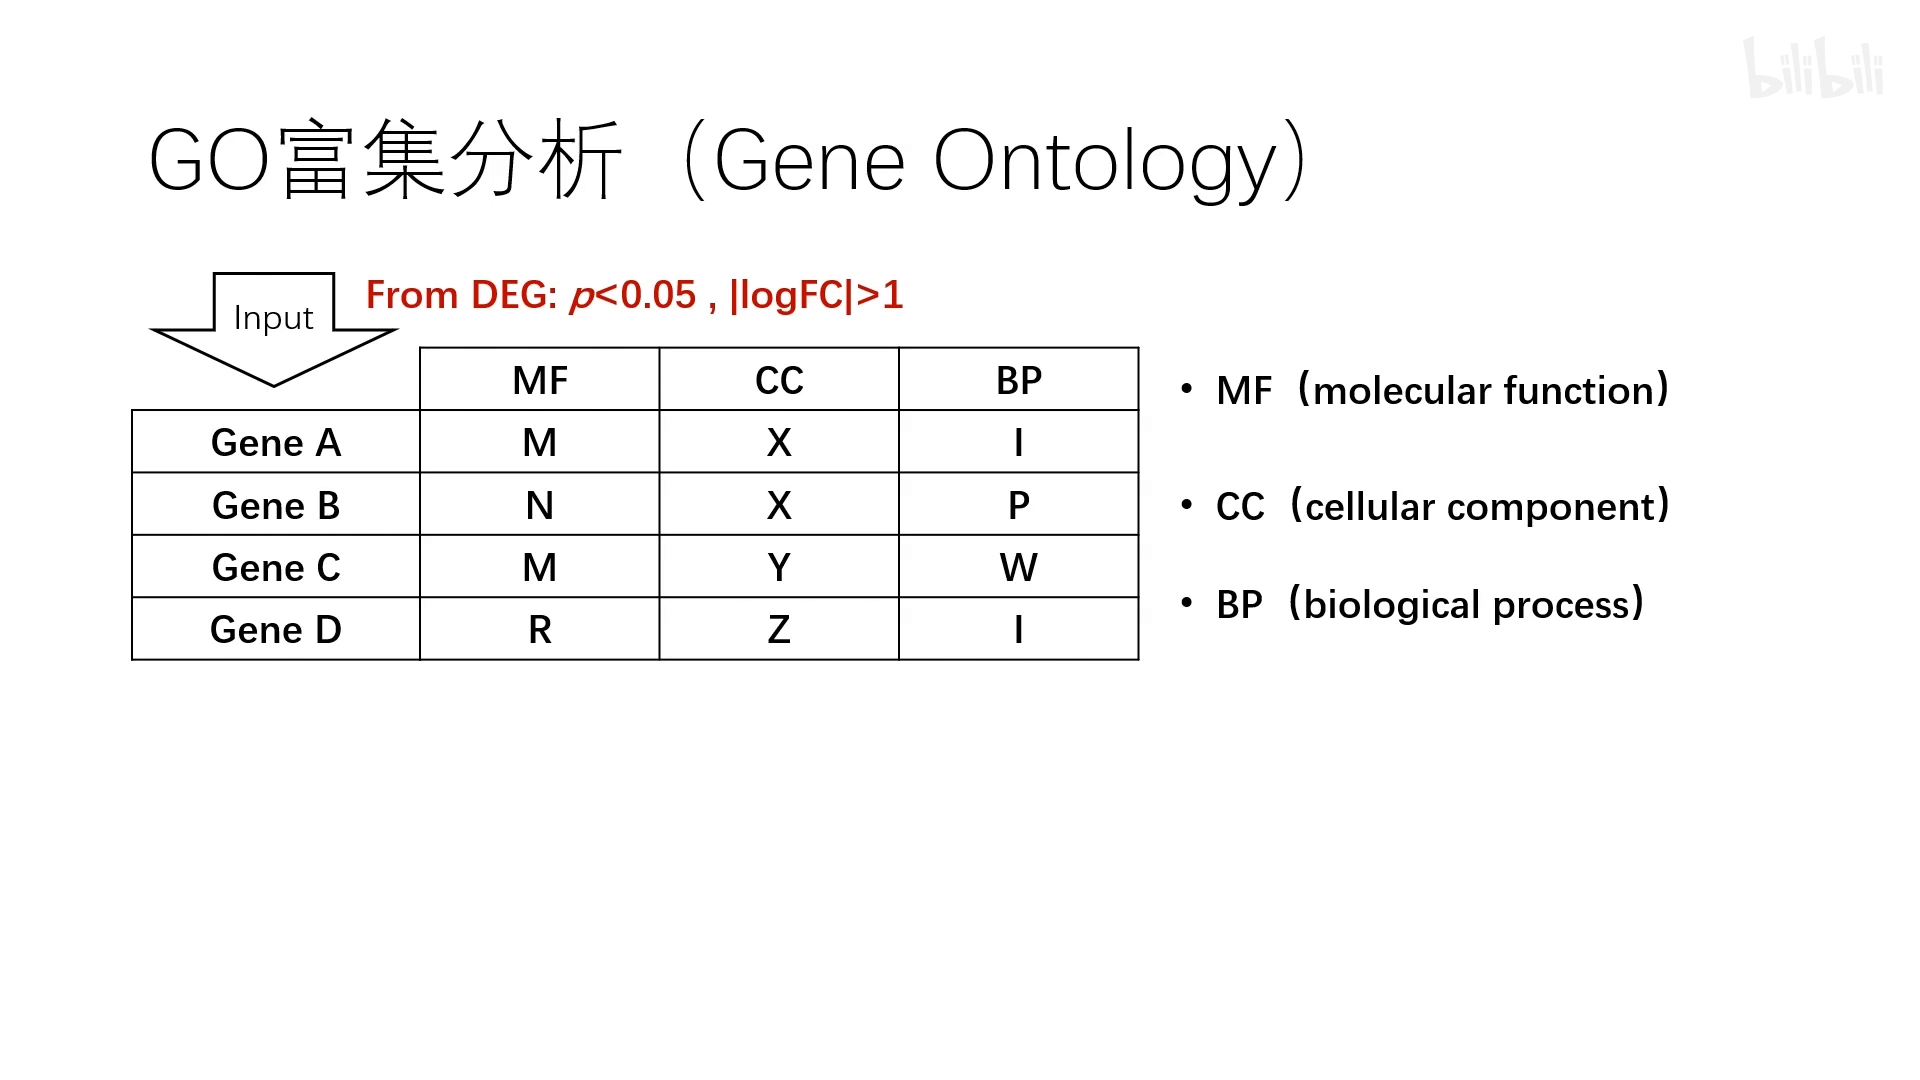 bilibili
GO富集分析（Gene Ontology）
Input
From DEG: p<0.05 , |logFC|>1
MF CC BP
Gene A M X I
Gene B N X P
Gene C M Y W
Gene D R Z I
• MF（molecular function）
• CC（cellular component）
• BP（biological process）